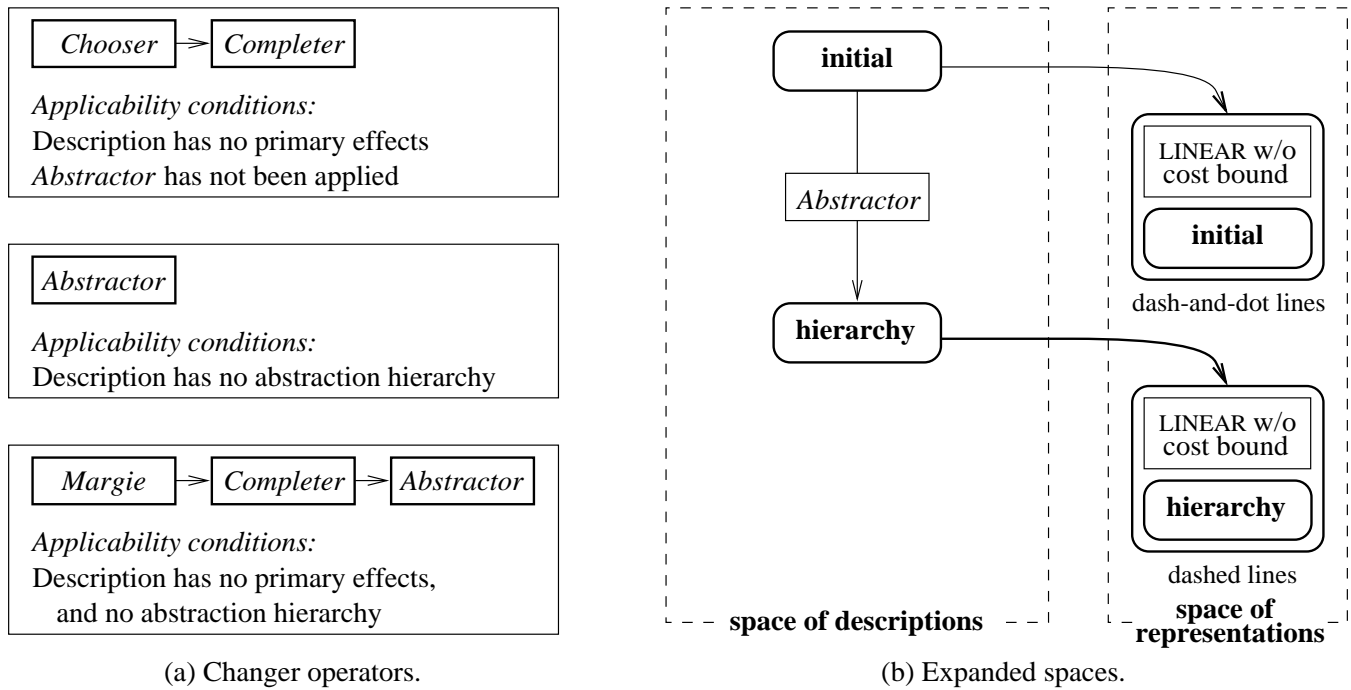 Chooser
Completer
Applicability conditions:
Description has no primary effects
Abstractor has not been applied
Abstractor
Applicability conditions:
Description has no abstraction hierarchy
Margie
Completer
Abstractor
Applicability conditions:
Description has no primary effects,
and no abstraction hierarchy
(a) Changer operators.
initial
Abstractor
hierarchy
space of descriptions
LINEAR w/o
cost bound
initial
dash-and-dot lines
LINEAR w/o
cost bound
hierarchy
dashed lines
space of
representations
(b) Expanded spaces.